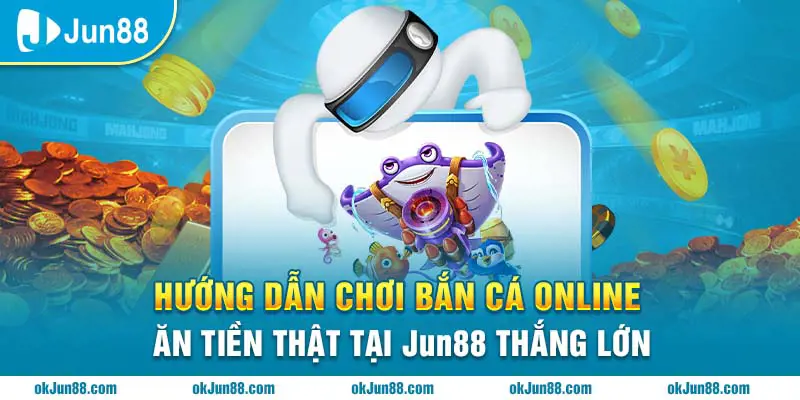 Jun88
MAHJONG
MAHJONG
HƯỚNG DẪN CHƠI BẮN CÁ ONLINE
ĂN TIỀN THẬT TẠI Jun88 THẮNG LỚN
okJun88.com okJun88.com okJun88.com okJun88.com okJun88.com